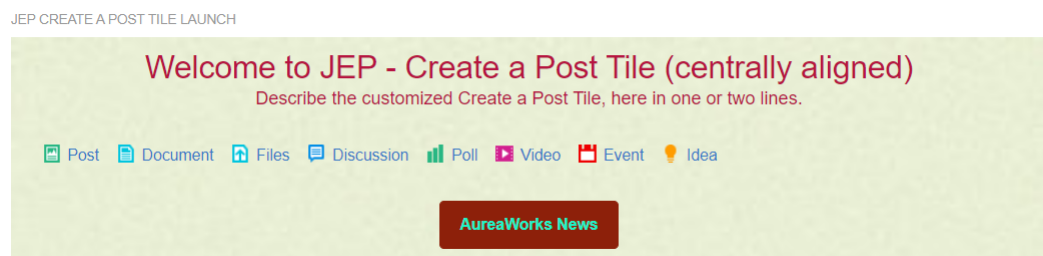 JEP CREATE A POST TILE LAUNCH
Welcome to JEP - Create a Post Tile (centrally aligned)
Describe the customized Create a Post Tile, here in one or two lines.
Post Document Files Discussion Poll Video Event Idea
AureaWorks News